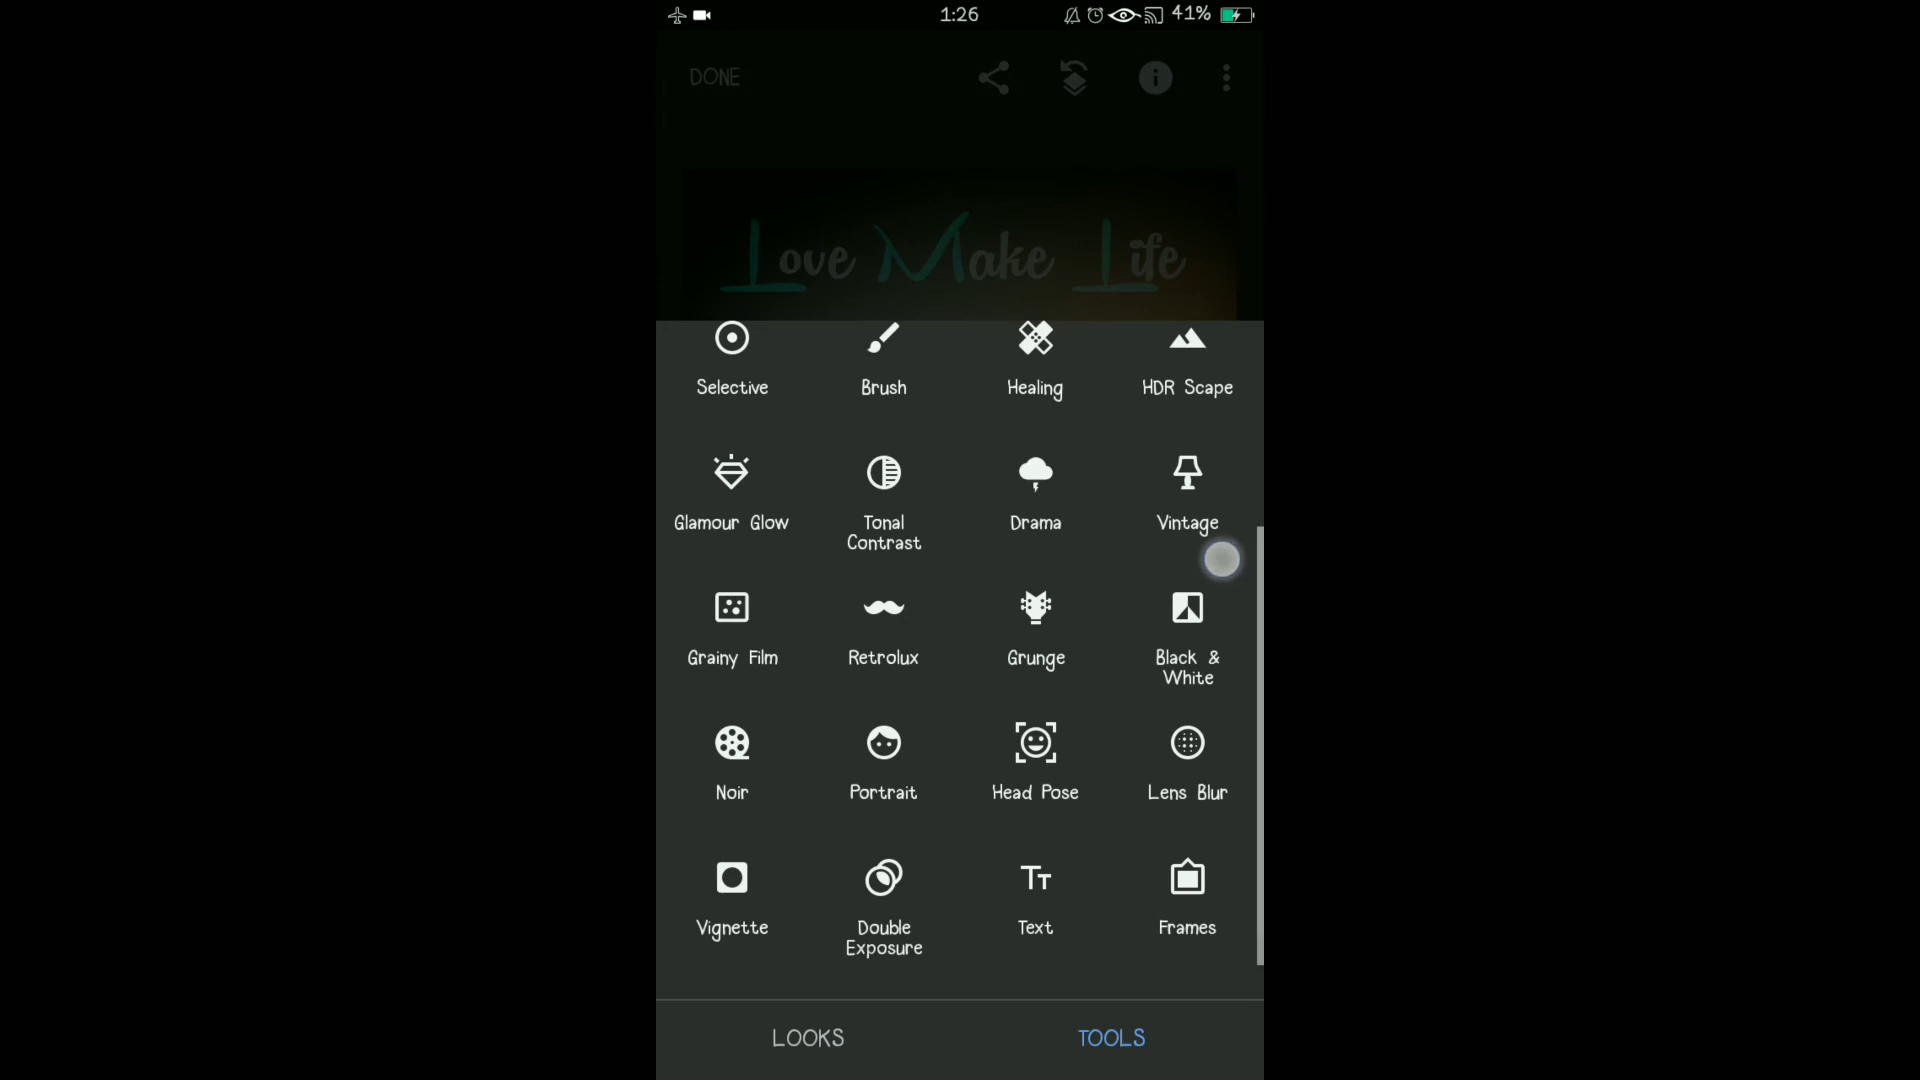 1:26
41%
DONE
Love Make Life
Selective Brush Healing HDR Scape
Glamour Glow Tonal Contrast Drama Vintage
Grainy Film Retrolux Grunge Black & White
Noir Portrait Head Pose Lens Blur
Vignette Double Exposure Text Frames
LOOKS TOOLS